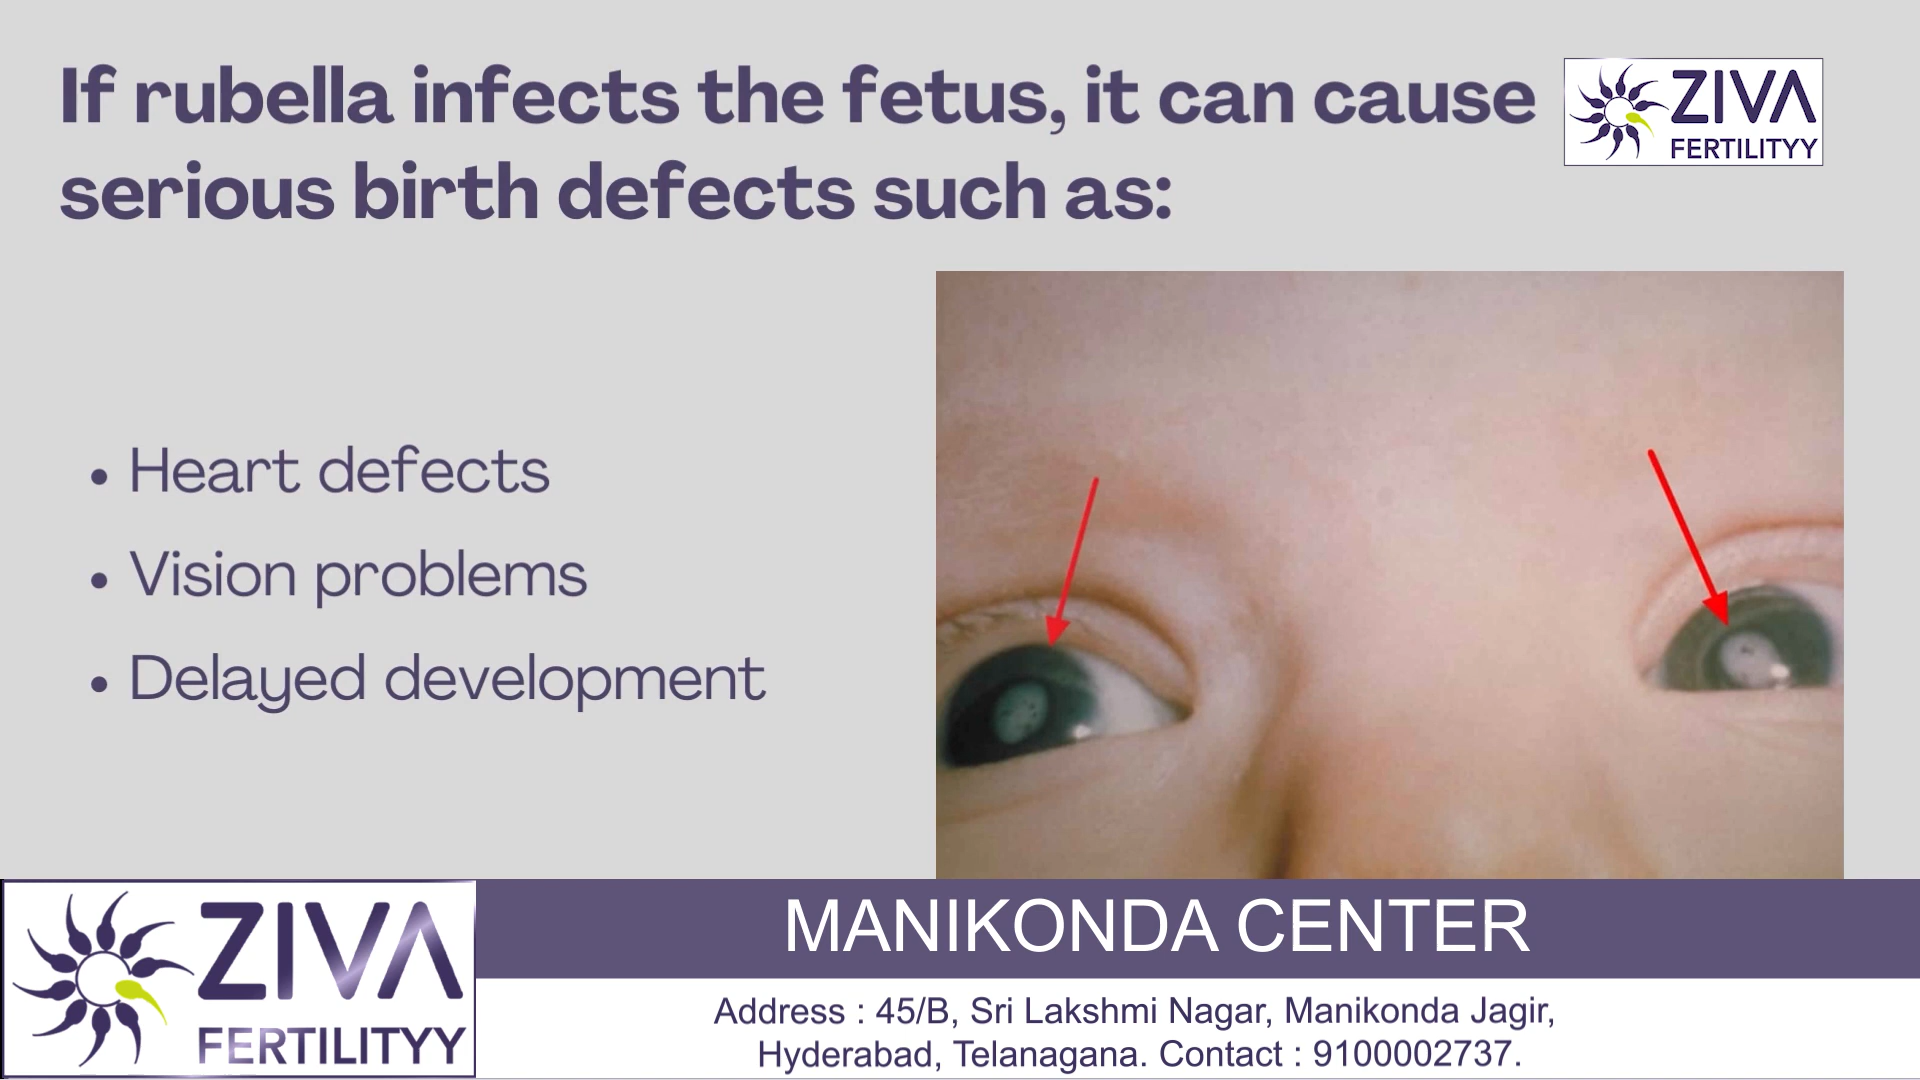 If rubella infects the fetus, it can cause
serious birth defects such as:
ZIVA
FERTILITYY
• Heart defects
• Vision problems
• Delayed development
ZIVA
FERTILITYY
MANIKONDA CENTER
Address : 45/B, Sri Lakshmi Nagar, Manikonda Jagir,
Hyderabad, Telanagana. Contact : 9100002737.